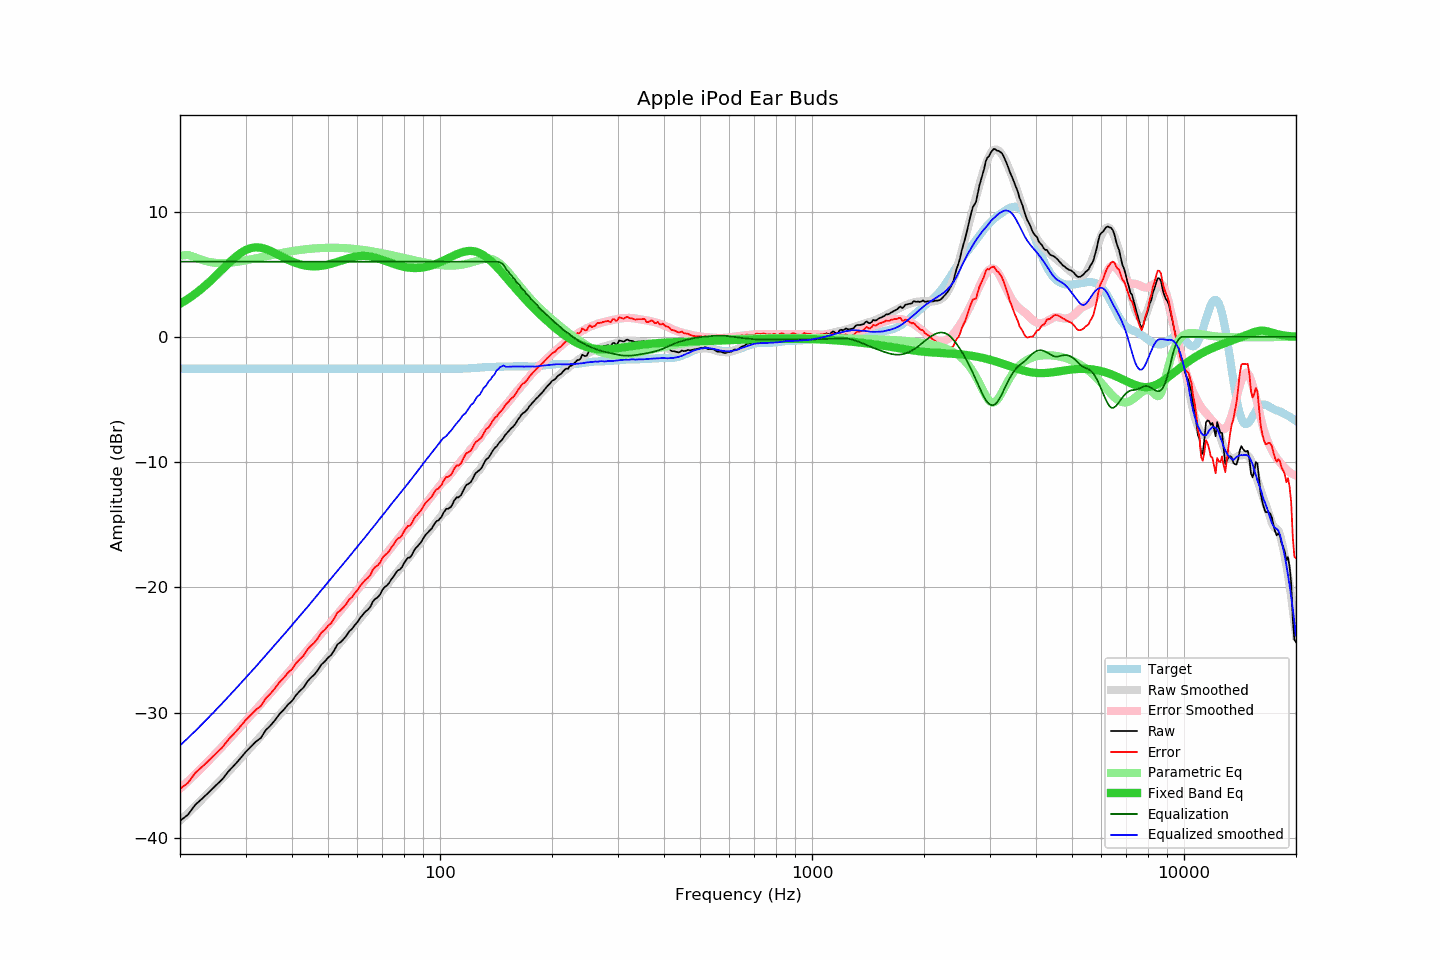 Apple iPod Ear Buds
Amplitude (dBr)
10
0
−10
−20
−30
−40
100
1000
10000
Frequency (Hz)
Target
Raw Smoothed
Error Smoothed
Raw
Error
Parametric Eq
Fixed Band Eq
Equalization
Equalized smoothed